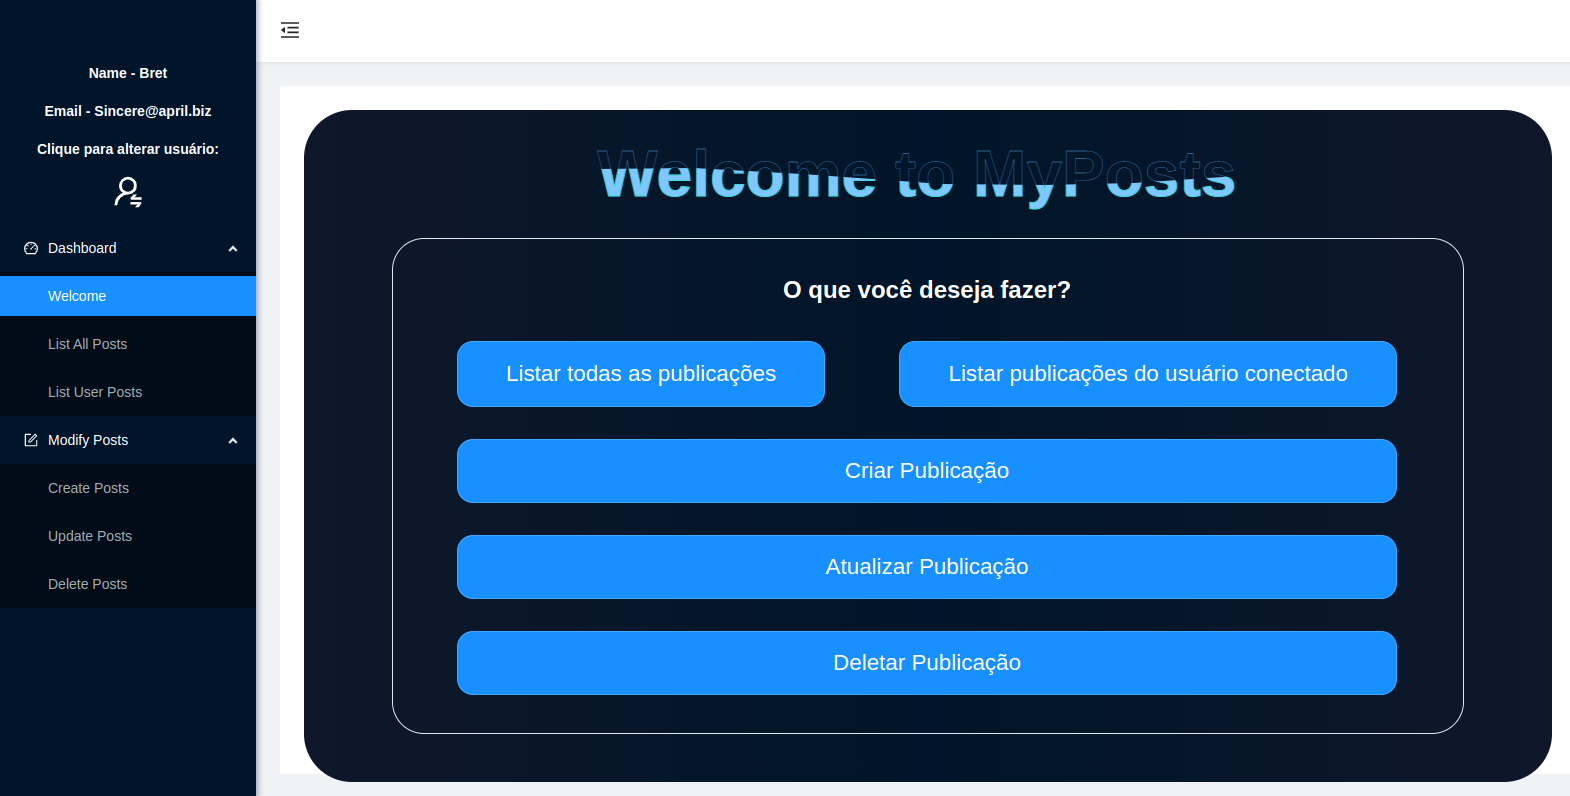 Name - Bret
Email - Sincere@april.biz
Clique para alterar usuário:
Dashboard
Welcome
List All Posts
List User Posts
Modify Posts
Create Posts
Update Posts
Delete Posts
Welcome to MyPosts
O que você deseja fazer?
Listar todas as publicações
Listar publicações do usuário conectado
Criar Publicação
Atualizar Publicação
Deletar Publicação